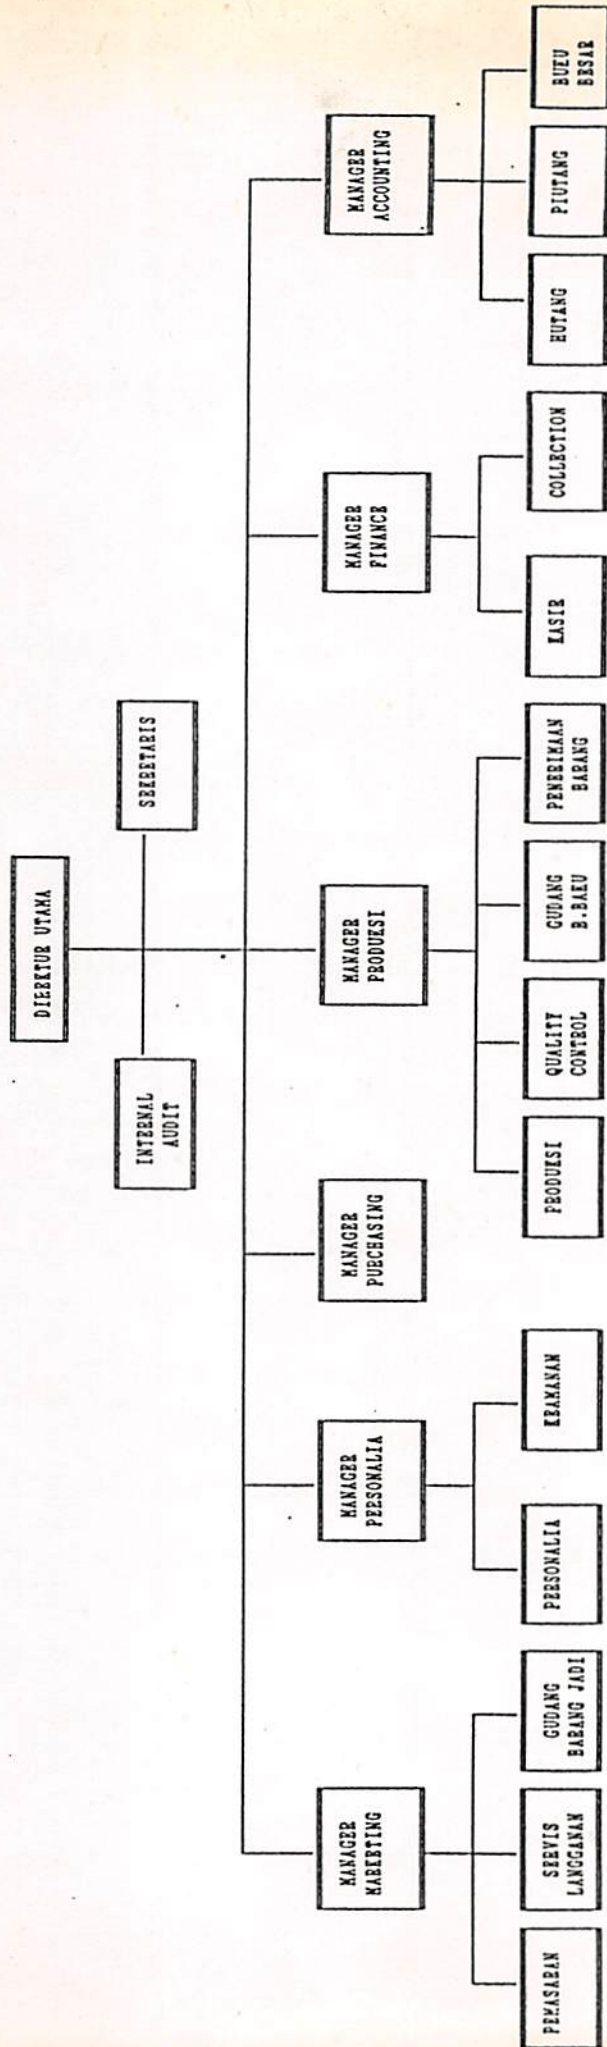 DIREKTUR UTAMA
INTERNAL
AUDIT
SEKRETARIS
MANAGER
MARKETING
MANAGER
PERSONALIA
MANAGER
PURCHASING
MANAGER
PRODUKSI
MANAGER
FINANCE
MANAGER
ACCOUNTING
PEMASARAN
SERVIS
LANGGANAN
GUDANG
BARANG JADI
PERSONALIA
KEAMANAN
PRODUKSI
QUALITY
CONTROL
GUDANG
B.BAKU
PENERIMAAN
BARANG
KASIR
COLLECTION
HUTANG
PIUTANG
BUKU
BESAR